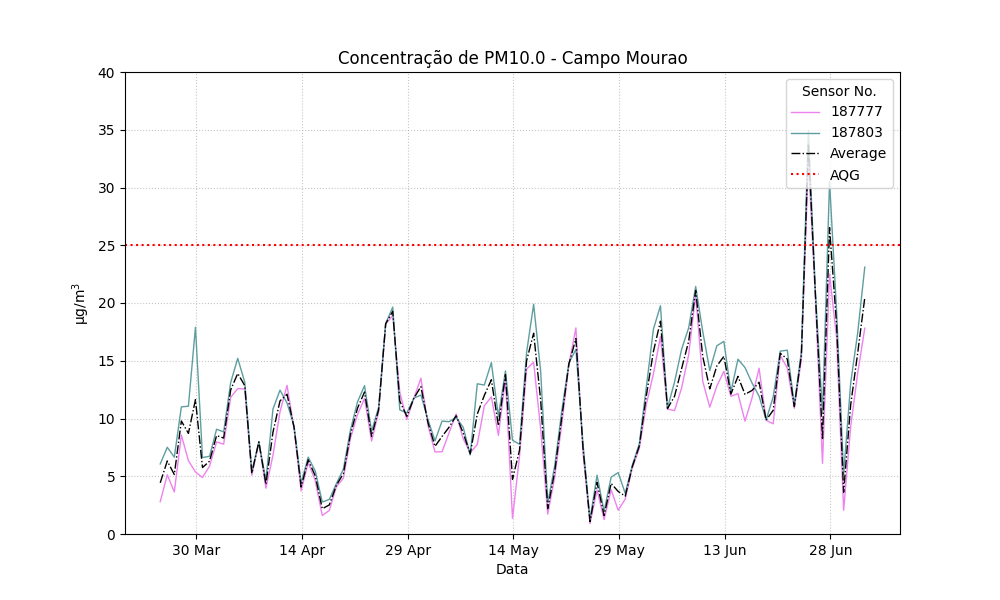 Concentração de PM10.0 - Campo Mourao
40
35
30
25
20
15
10
5
0
µg/m³
Sensor No.
187777
187803
Average
AQG
30 Mar
14 Apr
29 Apr
14 May
29 May
13 Jun
28 Jun
Data